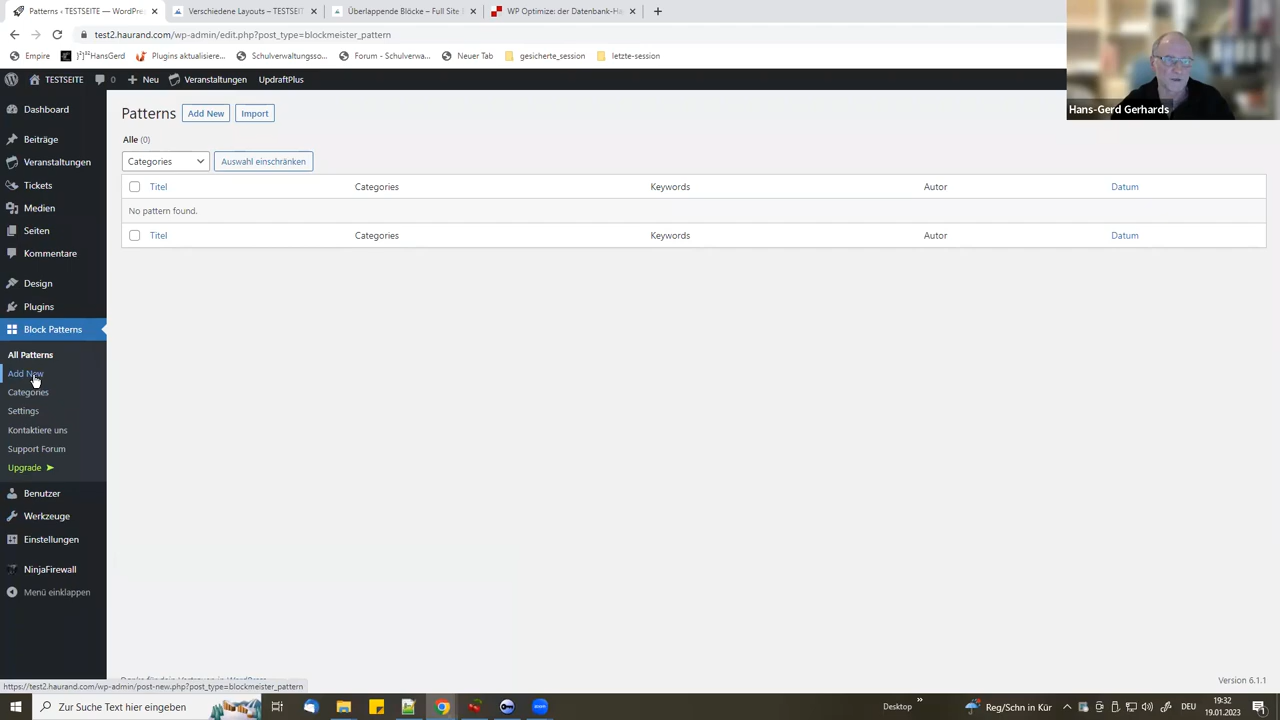 Patterns ‹ TESTSEITE — WordPre
Verschiedene Layouts – TESTSEIT
Überlappende Blöcke – Full Site
WP Optimize: der Datenbank-Ha
test2.haurand.com/wp-admin/edit.php?post_type=blockmeister_pattern
Empire
HansGerd
Plugins aktualisiere...
Schulverwaltungsso...
Forum - Schulverwa...
Neuer Tab
gesicherte_session
letzte-session
TESTSEITE
0
Neu
Veranstaltungen
UpdraftPlus
Hans-Gerd Gerhards
Dashboard
Beiträge
Veranstaltungen
Tickets
Medien
Seiten
Kommentare
Design
Plugins
Block Patterns
All Patterns
Add New
Categories
Settings
Kontaktiere uns
Support Forum
Upgrade ➤
Benutzer
Werkzeuge
Einstellungen
NinjaFirewall
Menü einklappen
Patterns
Add New
Import
Alle (0)
Categories
Auswahl einschränken
Titel Categories Keywords Autor Datum
No pattern found.
Titel Categories Keywords Autor Datum
Version 6.1.1
https://test2.haurand.com/wp-admin/post-new.php?post_type=blockmeister_pattern
Zur Suche Text hier eingeben
Desktop
»
Reg/Schn in Kür
DEU
19:32
19.01.2023